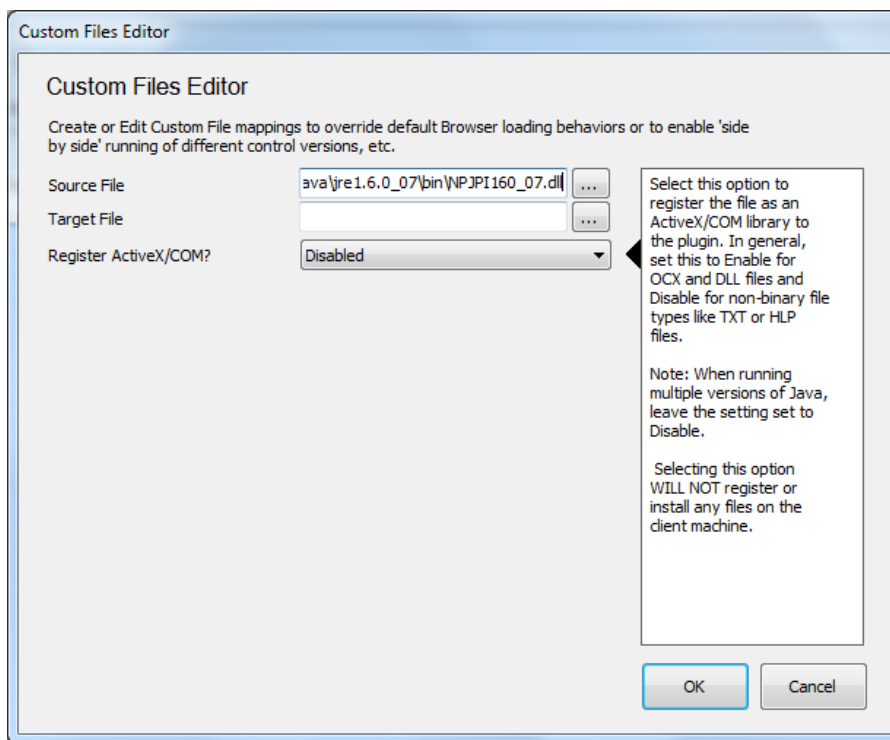 Custom Files Editor
Custom Files Editor
Create or Edit Custom File mappings to override default Browser loading behaviors or to enable 'side
by side' running of different control versions, etc.
Source File
ava\jre1.6.0_07\bin\NPJPI160_07.dll
...
Target File
...
Register ActiveX/COM?
Disabled
Select this option to
register the file as an
ActiveX/COM library to
the plugin. In general,
set this to Enable for
OCX and DLL files and
Disable for non-binary file
types like TXT or HLP
files.
Note: When running
multiple versions of Java,
leave the setting set to
Disable.
Selecting this option
WILL NOT register or
install any files on the
client machine.
OK
Cancel